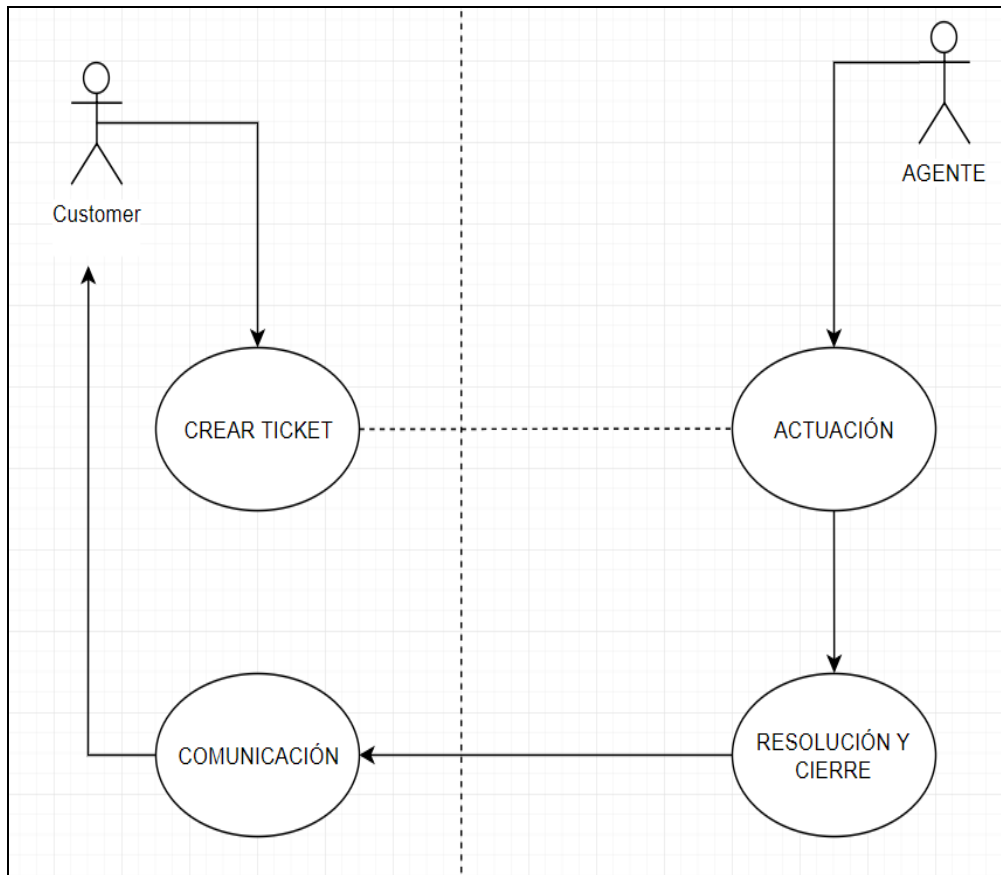 AGENTE
Customer
CREAR TICKET
ACTUACIÓN
COMUNICACIÓN
RESOLUCIÓN Y
CIERRE